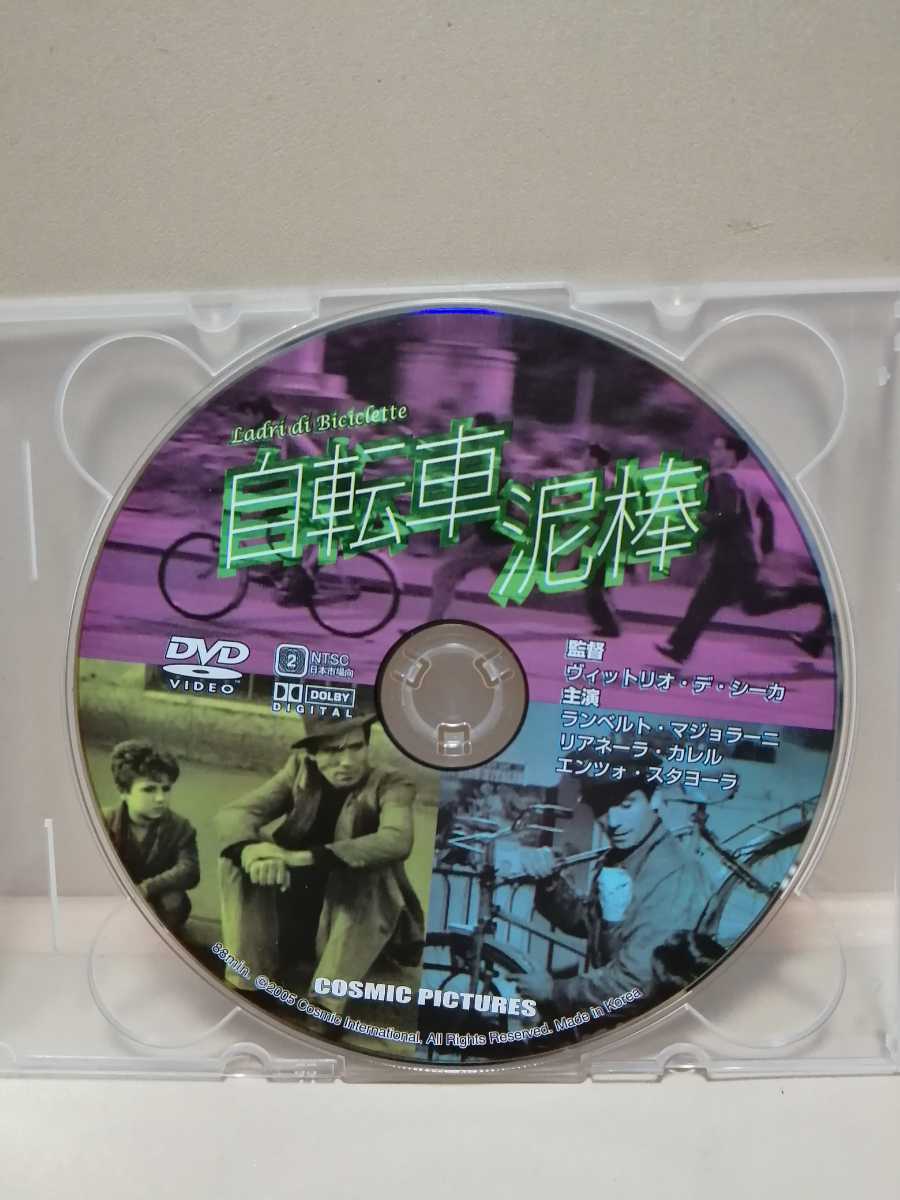 Ladri di Biciclette
自転車泥棒
DVD
VIDEO
2
NTSC
日本市場向
DOLBY
DIGITAL
監督
ヴィットリオ・デ・シーカ
主演
ランベルト・マジョラーニ
リアネーラ・カレル
エンツォ・スタヨーラ
COSMIC PICTURES
88min. ©2005 Cosmic International. All Rights Reserved. Made in Korea